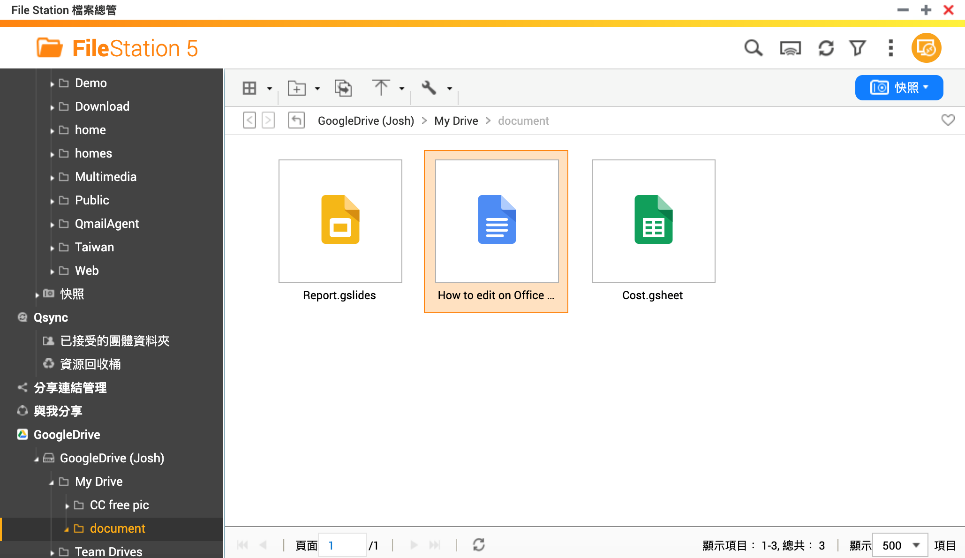 File Station 檔案總管
FileStation 5
Demo
Download
home
homes
Multimedia
Public
QmailAgent
Taiwan
Web
快照
Qsync
已接受的團體資料夾
資源回收桶
分享連結管理
與我分享
GoogleDrive
GoogleDrive (Josh)
My Drive
CC free pic
document
Team Drives
快照
GoogleDrive (Josh) > My Drive > document
Report.gslides
How to edit on Office ...
Cost.gsheet
頁面 1 /1
顯示項目： 1-3, 總共： 3 | 顯示 500 項目